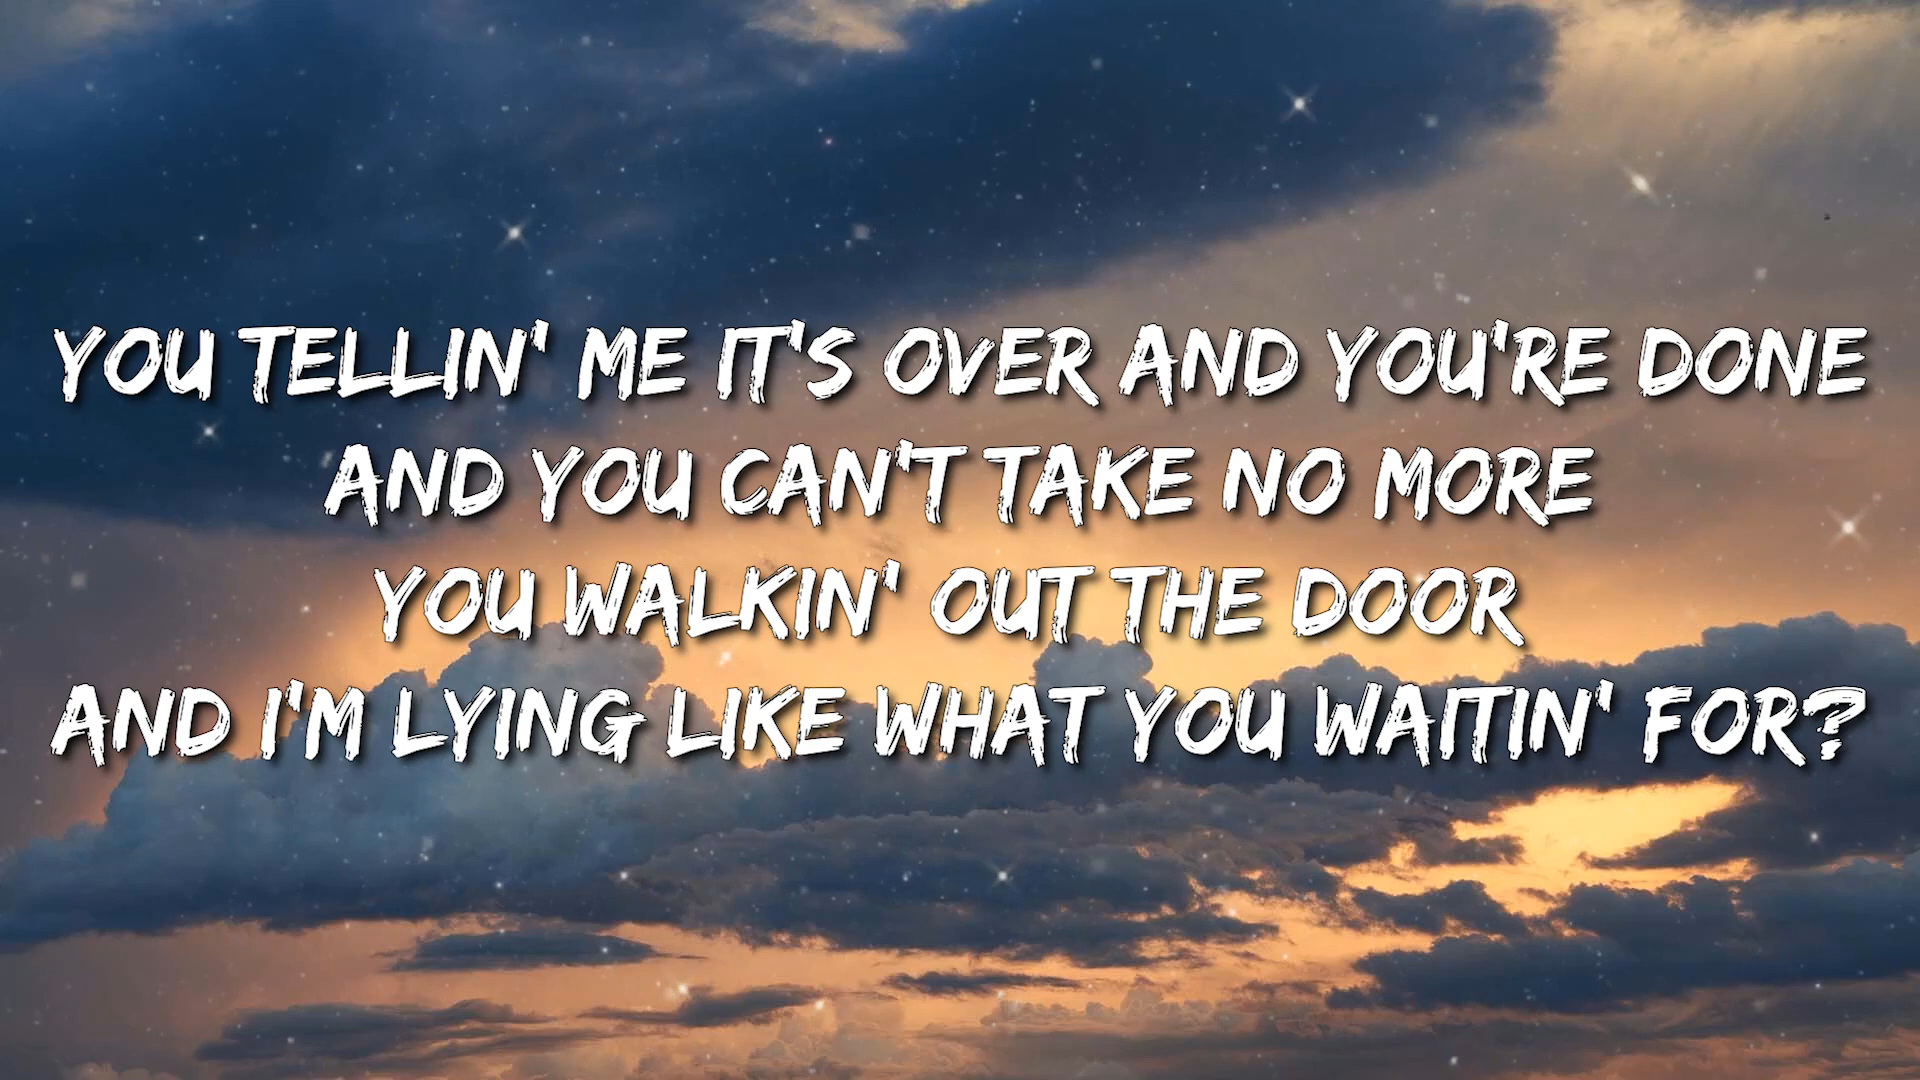 YOU TELLIN' ME IT'S OVER AND YOU'RE DONE
AND YOU CAN'T TAKE NO MORE
YOU WALKIN' OUT THE DOOR
AND I'M LYING LIKE WHAT YOU WAITIN' FOR?